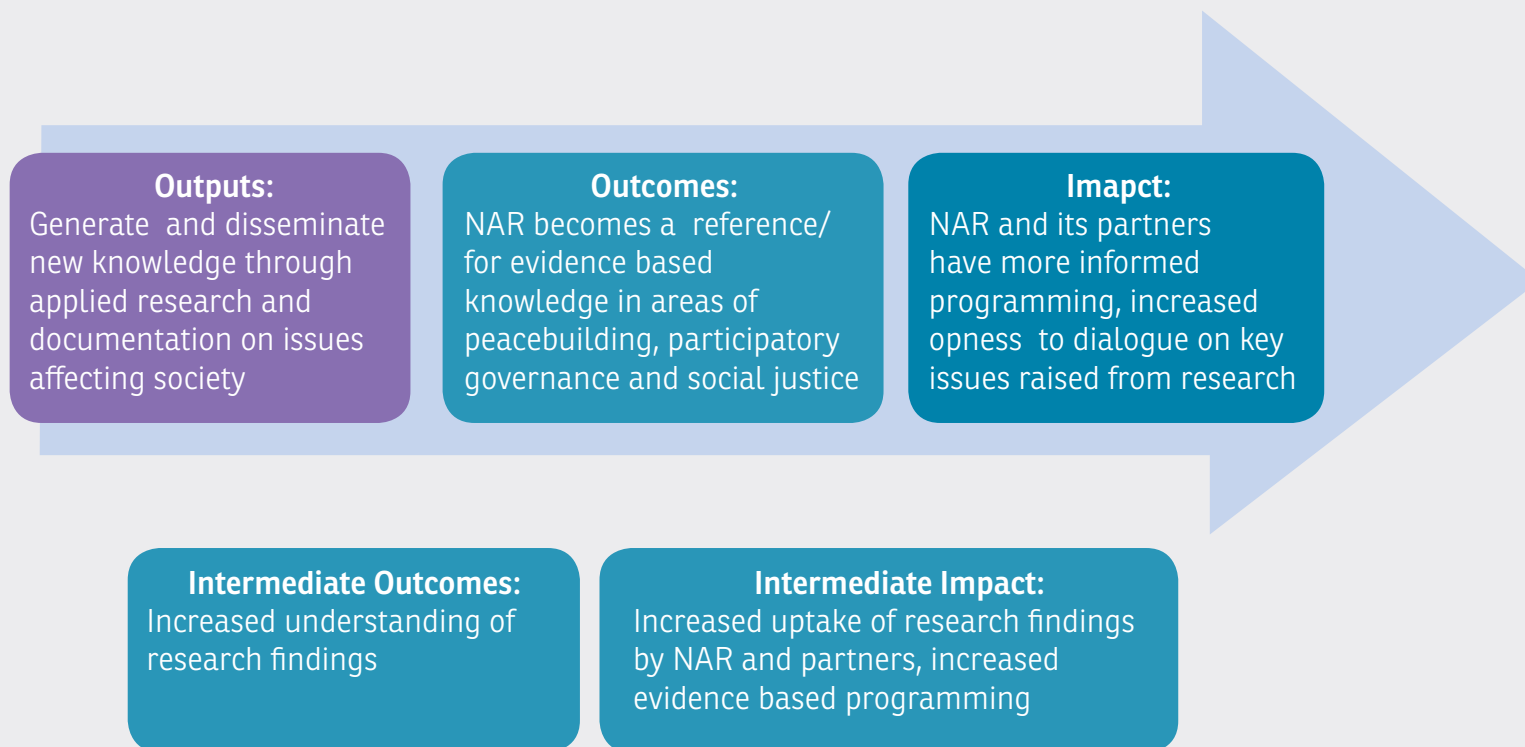 Outputs:
Generate and disseminate
new knowledge through
applied research and
documentation on issues
affecting society
Outcomes:
NAR becomes a reference/
for evidence based
knowledge in areas of
peacebuilding, participatory
governance and social justice
Imapct:
NAR and its partners
have more informed
programming, increased
opness to dialogue on key
issues raised from research
Intermediate Outcomes:
Increased understanding of
research findings
Intermediate Impact:
Increased uptake of research findings
by NAR and partners, increased
evidence based programming